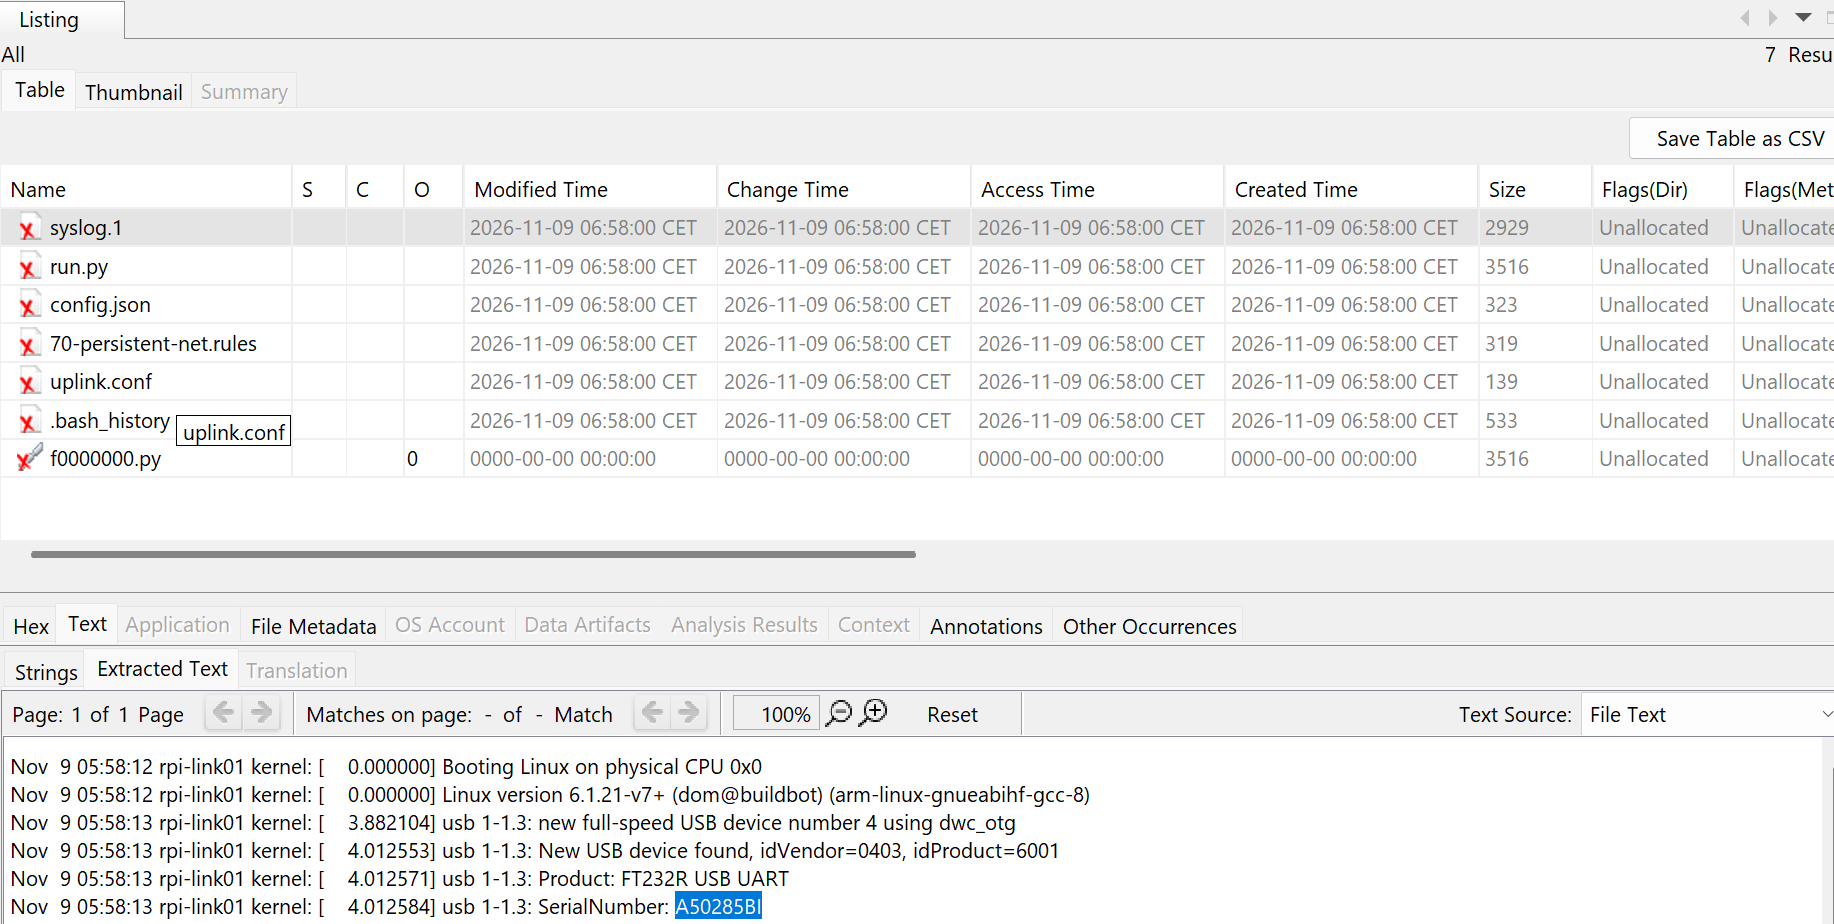 Listing
All
7 Resu
Table Thumbnail Summary
Save Table as CSV
Name S C O Modified Time Change Time Access Time Created Time Size Flags(Dir) Flags(Met
syslog.1 2026-11-09 06:58:00 CET 2026-11-09 06:58:00 CET 2026-11-09 06:58:00 CET 2026-11-09 06:58:00 CET 2929 Unallocated Unallocate
run.py 2026-11-09 06:58:00 CET 2026-11-09 06:58:00 CET 2026-11-09 06:58:00 CET 2026-11-09 06:58:00 CET 3516 Unallocated Unallocate
config.json 2026-11-09 06:58:00 CET 2026-11-09 06:58:00 CET 2026-11-09 06:58:00 CET 2026-11-09 06:58:00 CET 323 Unallocated Unallocate
70-persistent-net.rules 2026-11-09 06:58:00 CET 2026-11-09 06:58:00 CET 2026-11-09 06:58:00 CET 2026-11-09 06:58:00 CET 319 Unallocated Unallocate
uplink.conf 2026-11-09 06:58:00 CET 2026-11-09 06:58:00 CET 2026-11-09 06:58:00 CET 2026-11-09 06:58:00 CET 139 Unallocated Unallocate
.bash_history 2026-11-09 06:58:00 CET 2026-11-09 06:58:00 CET 2026-11-09 06:58:00 CET 2026-11-09 06:58:00 CET 533 Unallocated Unallocate
uplink.conf
f0000000.py 0 0000-00-00 00:00:00 0000-00-00 00:00:00 0000-00-00 00:00:00 0000-00-00 00:00:00 3516 Unallocated Unallocate
Hex Text Application File Metadata OS Account Data Artifacts Analysis Results Context Annotations Other Occurrences
Strings Extracted Text Translation
Page: 1 of 1 Page Matches on page: - of - Match 100% Reset Text Source: File Text
Nov  9 05:58:12 rpi-link01 kernel: [    0.000000] Booting Linux on physical CPU 0x0
Nov  9 05:58:12 rpi-link01 kernel: [    0.000000] Linux version 6.1.21-v7+ (dom@buildbot) (arm-linux-gnueabihf-gcc-8)
Nov  9 05:58:13 rpi-link01 kernel: [    3.882104] usb 1-1.3: new full-speed USB device number 4 using dwc_otg
Nov  9 05:58:13 rpi-link01 kernel: [    4.012553] usb 1-1.3: New USB device found, idVendor=0403, idProduct=6001
Nov  9 05:58:13 rpi-link01 kernel: [    4.012571] usb 1-1.3: Product: FT232R USB UART
Nov  9 05:58:13 rpi-link01 kernel: [    4.012584] usb 1-1.3: SerialNumber: A50285BI